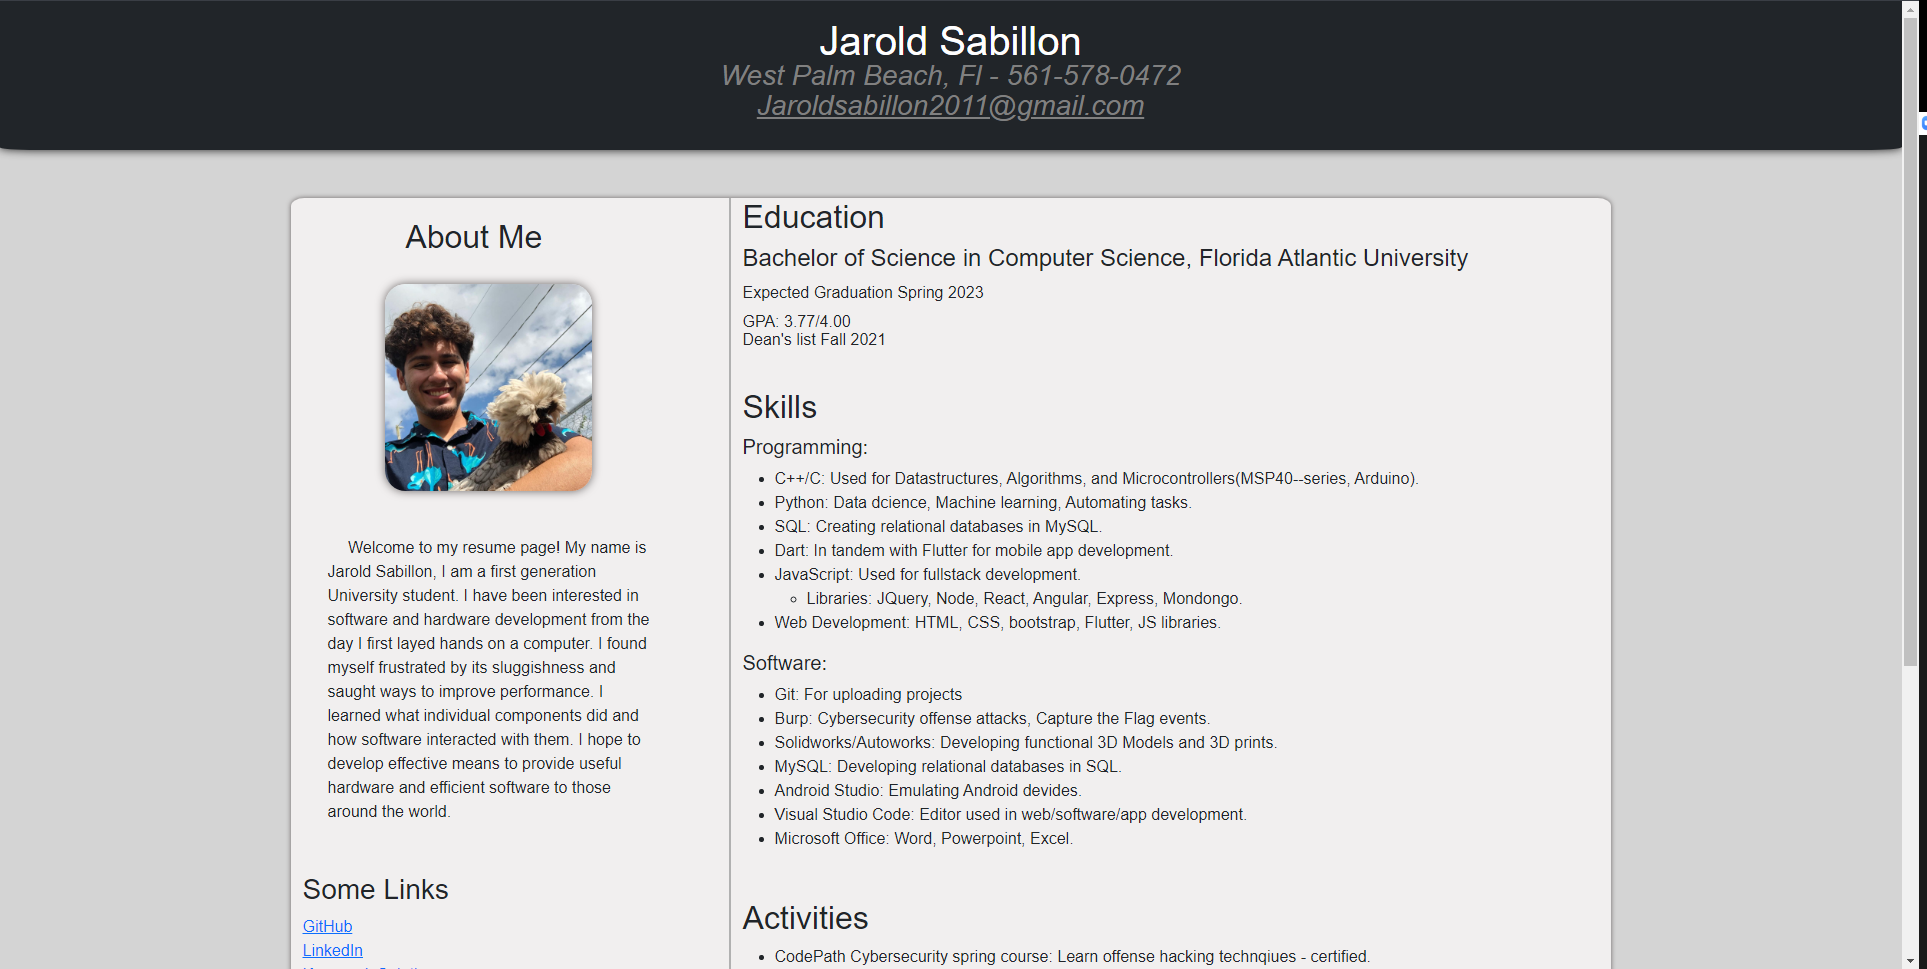 Jarold Sabillon
West Palm Beach, Fl - 561-578-0472
Jaroldsabillon2011@gmail.com
About Me
Welcome to my resume page! My name is
Jarold Sabillon, I am a first generation
University student. I have been interested in
software and hardware development from the
day I first layed hands on a computer. I found
myself frustrated by its sluggishness and
saught ways to improve performance. I
learned what individual components did and
how software interacted with them. I hope to
develop effective means to provide useful
hardware and efficient software to those
around the world.
Some Links
GitHub
LinkedIn
Education
Bachelor of Science in Computer Science, Florida Atlantic University
Expected Graduation Spring 2023
GPA: 3.77/4.00
Dean's list Fall 2021
Skills
Programming:
C++/C: Used for Datastructures, Algorithms, and Microcontrollers(MSP40--series, Arduino).
Python: Data dcience, Machine learning, Automating tasks.
SQL: Creating relational databases in MySQL.
Dart: In tandem with Flutter for mobile app development.
JavaScript: Used for fullstack development.
Libraries: JQuery, Node, React, Angular, Express, Mondongo.
Web Development: HTML, CSS, bootstrap, Flutter, JS libraries.
Software:
Git: For uploading projects
Burp: Cybersecurity offense attacks, Capture the Flag events.
Solidworks/Autoworks: Developing functional 3D Models and 3D prints.
MySQL: Developing relational databases in SQL.
Android Studio: Emulating Android devides.
Visual Studio Code: Editor used in web/software/app development.
Microsoft Office: Word, Powerpoint, Excel.
Activities
CodePath Cybersecurity spring course: Learn offense hacking technqiues - certified.